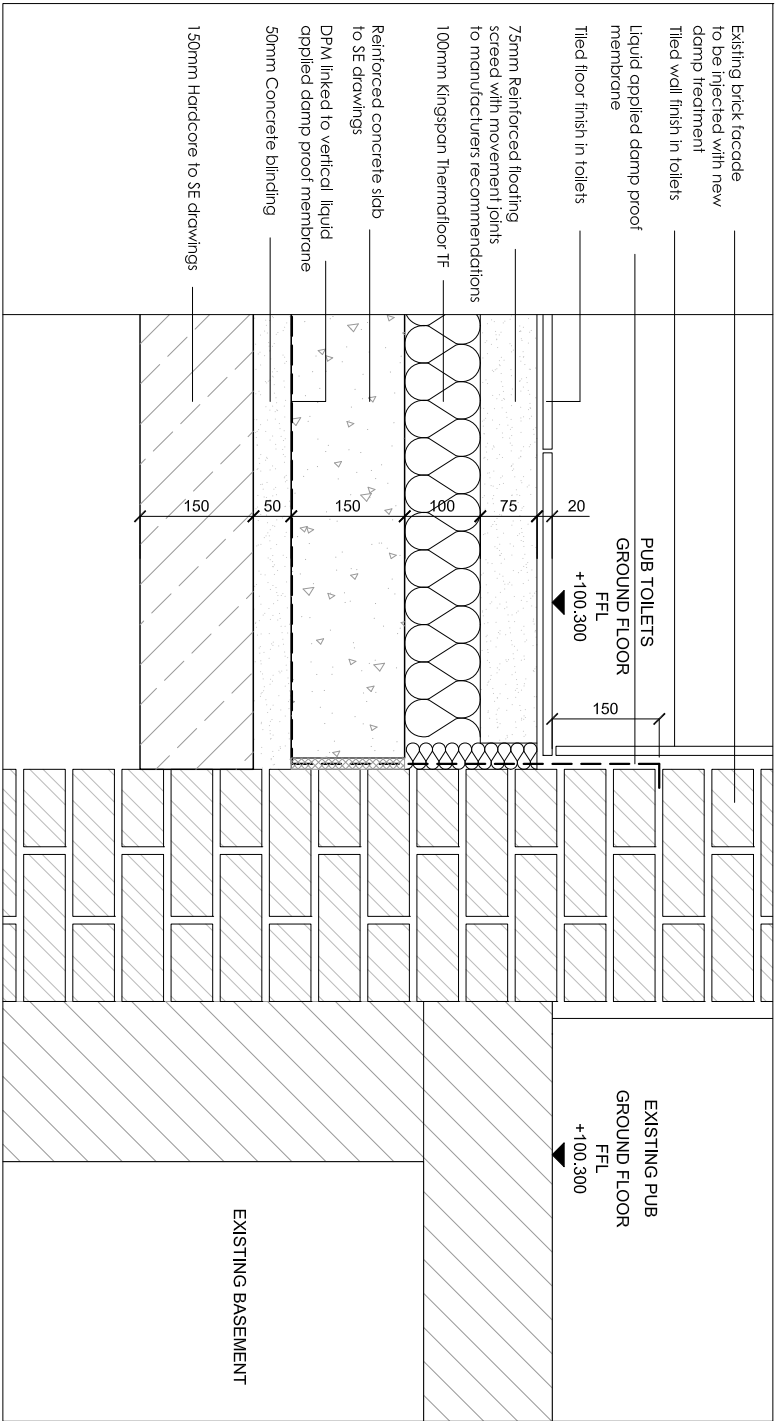 Existing brick facade
to be injected with new
damp treatment
Tiled wall finish in toilets
Liquid applied damp proof
membrane
Tiled floor finish in toilets
75mm Reinforced floating
screed with movement joints
to manufacturers recommendations
100mm Kingspan Thermafloor TF
Reinforced concrete slab
to SE drawings
DPM linked to vertical liquid
applied damp proof membrane
50mm Concrete blinding
150mm Hardcore to SE drawings
PUB TOILETS
GROUND FLOOR
FFL
+100.300
150
20
75
100
150
50
150
EXISTING PUB
GROUND FLOOR
FFL
+100.300
EXISTING BASEMENT